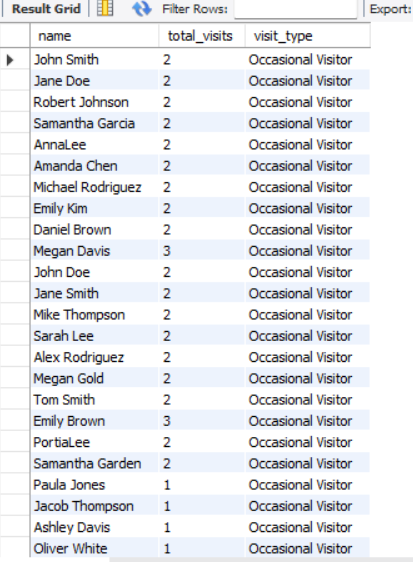 Result Grid Filter Rows: Export:
name total_visits visit_type
John Smith 2 Occasional Visitor
Jane Doe 2 Occasional Visitor
Robert Johnson 2 Occasional Visitor
Samantha Garcia 2 Occasional Visitor
AnnaLee 2 Occasional Visitor
Amanda Chen 2 Occasional Visitor
Michael Rodriguez 2 Occasional Visitor
Emily Kim 2 Occasional Visitor
Daniel Brown 2 Occasional Visitor
Megan Davis 3 Occasional Visitor
John Doe 2 Occasional Visitor
Jane Smith 2 Occasional Visitor
Mike Thompson 2 Occasional Visitor
Sarah Lee 2 Occasional Visitor
Alex Rodriguez 2 Occasional Visitor
Megan Gold 2 Occasional Visitor
Tom Smith 2 Occasional Visitor
Emily Brown 3 Occasional Visitor
PortiaLee 2 Occasional Visitor
Samantha Garden 2 Occasional Visitor
Paula Jones 1 Occasional Visitor
Jacob Thompson 1 Occasional Visitor
Ashley Davis 1 Occasional Visitor
Oliver White 1 Occasional Visitor